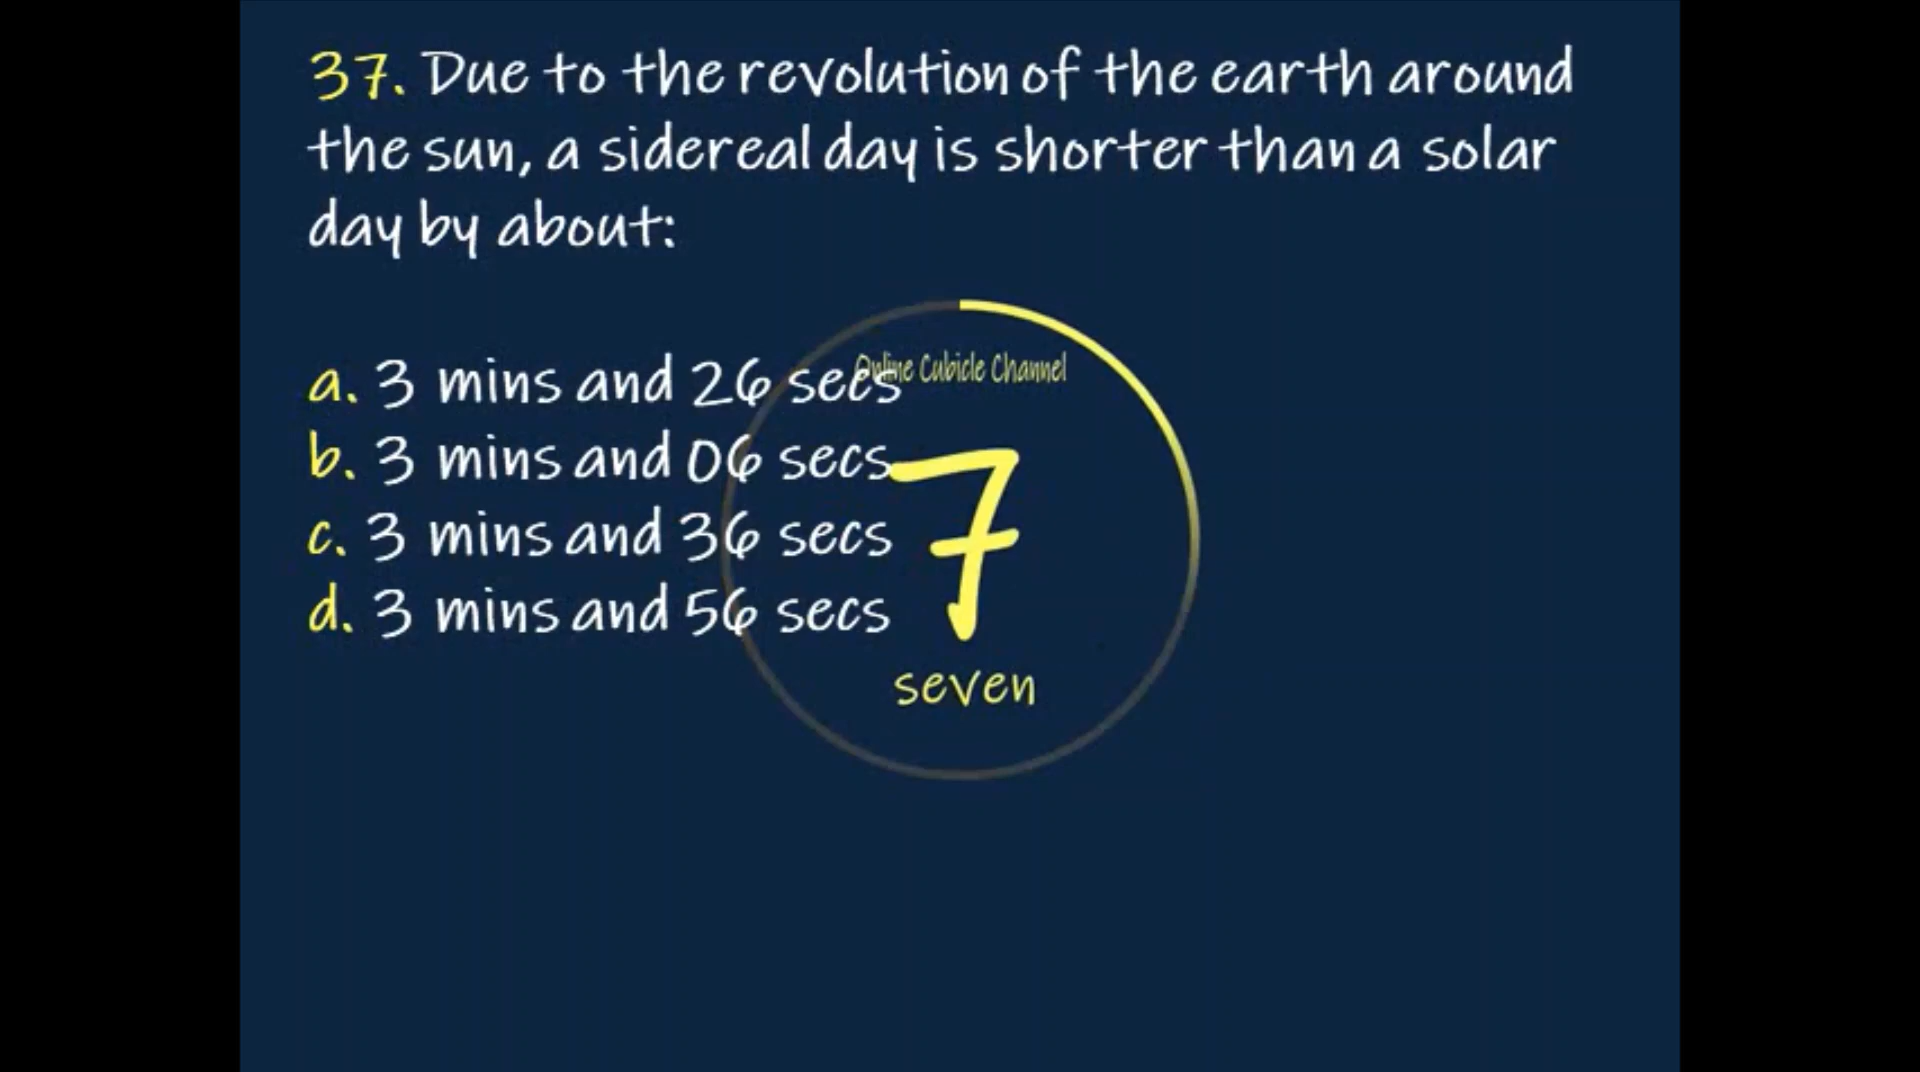 37. Due to the revolution of the earth around
the sun, a sidereal day is shorter than a solar
day by about:
Online Cubicle Channel
a. 3 mins and 26 secs
b. 3 mins and 06 secs
c. 3 mins and 36 secs
d. 3 mins and 56 secs
7
seven